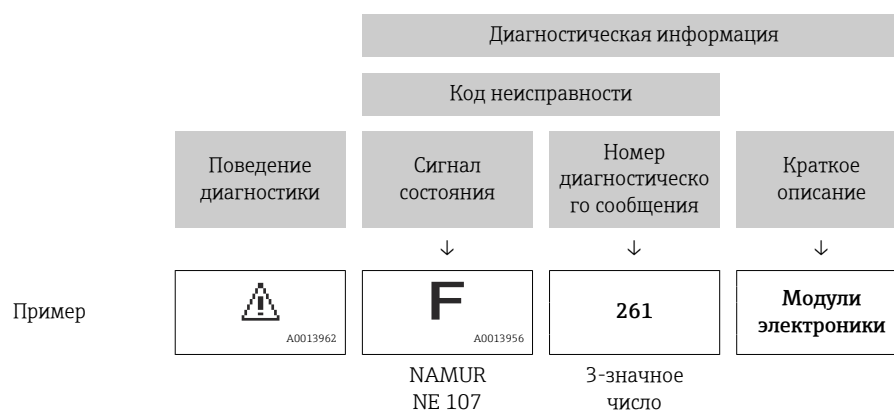 Диагностическая информация
Код неисправности
Поведение
диагностики
Сигнал
состояния
Номер
диагностическо
го сообщения
Краткое
описание
↓ ↓ ↓
Пример
A0013962
F
A0013956
261
Модули
электроники
NAMUR
NE 107
3-значное
число